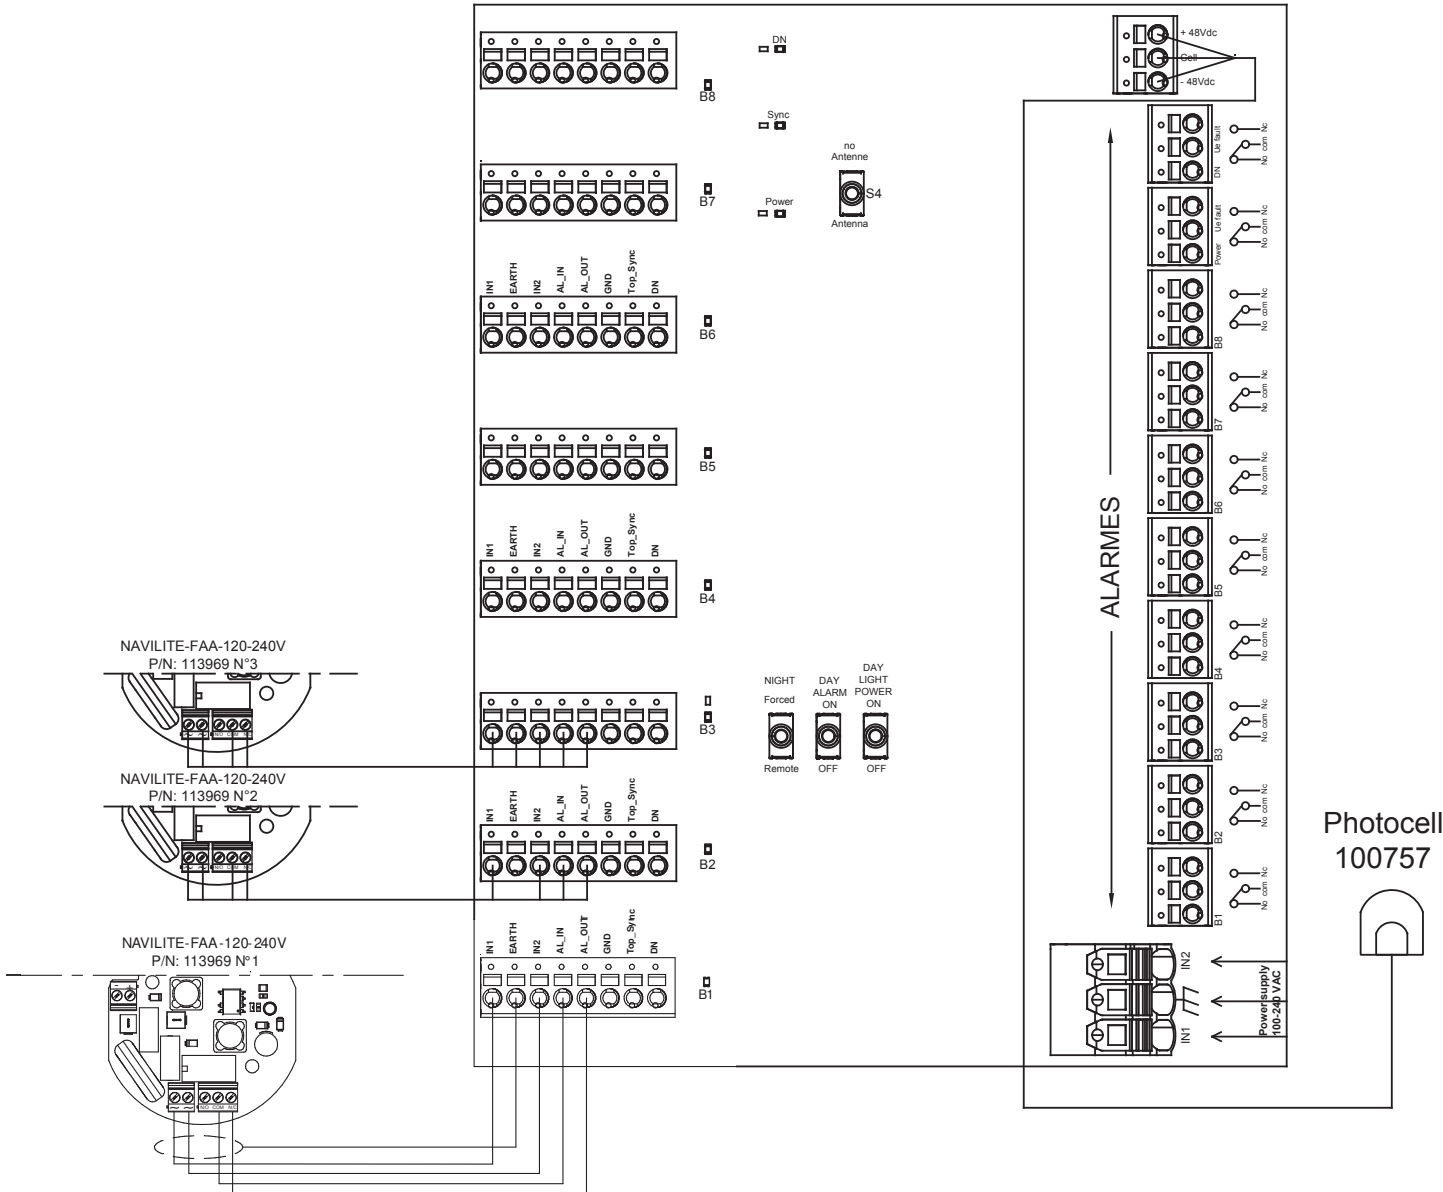 DN
B8
Sync
no
Antenne
S4
Antenna
B7
Power
IN1
EARTH
IN2
AL_IN
AL_OUT
GND
Top_Sync
DN
B6
B5
IN1
EARTH
IN2
AL_IN
AL_OUT
GND
Top_Sync
DN
B4
NAVILITE-FAA-120-240V
P/N: 113969 N°3
N/O COM N/C
B3
NIGHT
Forced
Remote
DAY
ALARM
ON
OFF
DAY
LIGHT
POWER
ON
OFF
NAVILITE-FAA-120-240V
P/N: 113969 N°2
N/O COM N/C
IN1
EARTH
IN2
AL_IN
AL_OUT
GND
Top_Sync
DN
B2
NAVILITE-FAA-120-240V
P/N: 113969 N°1
N/O COM N/C
IN1
EARTH
IN2
AL_IN
AL_OUT
GND
Top_Sync
DN
B1
+ 48Vdc
Cell
- 48Vdc
ALARMES
DN Ue fault
No com Nc
Power Ue fault
No com Nc
B8
No com Nc
B7
No com Nc
B6
No com Nc
B5
No com Nc
B4
No com Nc
B3
No com Nc
B2
No com Nc
B1
No com Nc
IN2
IN1
Powersupply
100-240 VAC
Photocell
100757